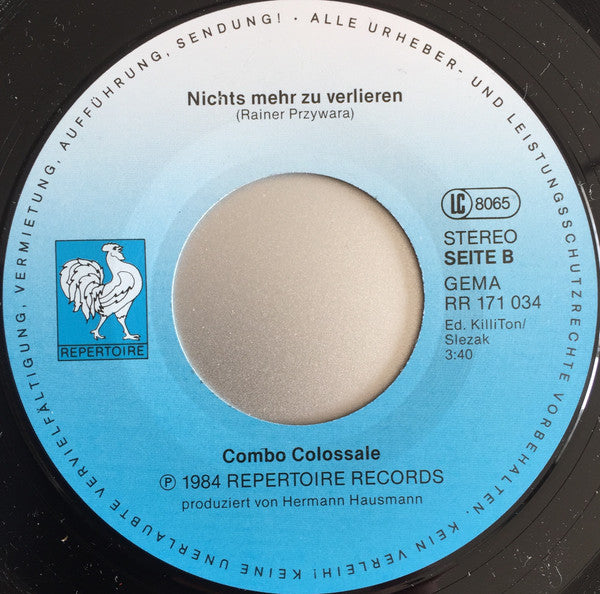 ALLE URHEBER- UND LEISTUNGSSCHUTZRECHTE VORBEHALTEN. KEIN VERLEIH! KEINE UNERLAUBTE VERVIELFÄLTIGUNG, VERMIETUNG, AUFFÜHRUNG, SENDUNG! ·
Nichts mehr zu verlieren
(Rainer Przywara)
LC 8065
STEREO
SEITE B
GEMA
RR 171 034
Ed. KilliTon/
Slezak
3:40
REPERTOIRE
Combo Colossale
Ⓟ 1984 REPERTOIRE RECORDS
produziert von Hermann Hausmann